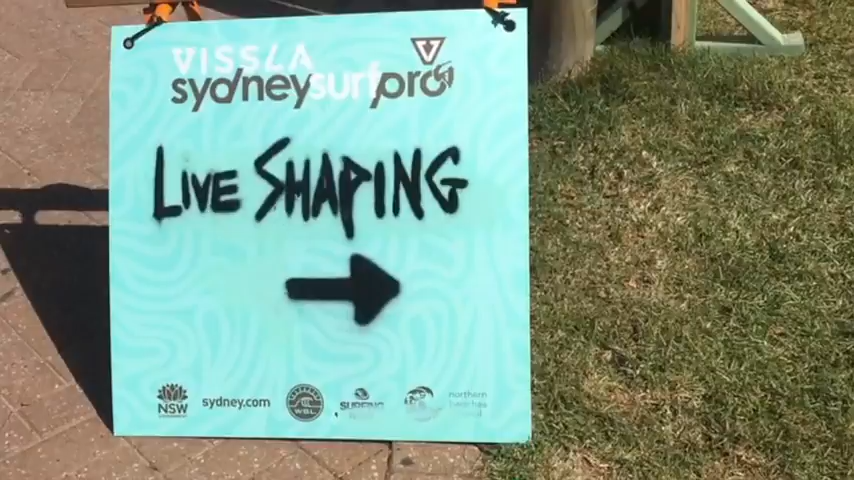 VISSLA
sydneysurfpro
LIVE SHAPING
NSW
sydney.com
WSL
SURFING
northern
beaches